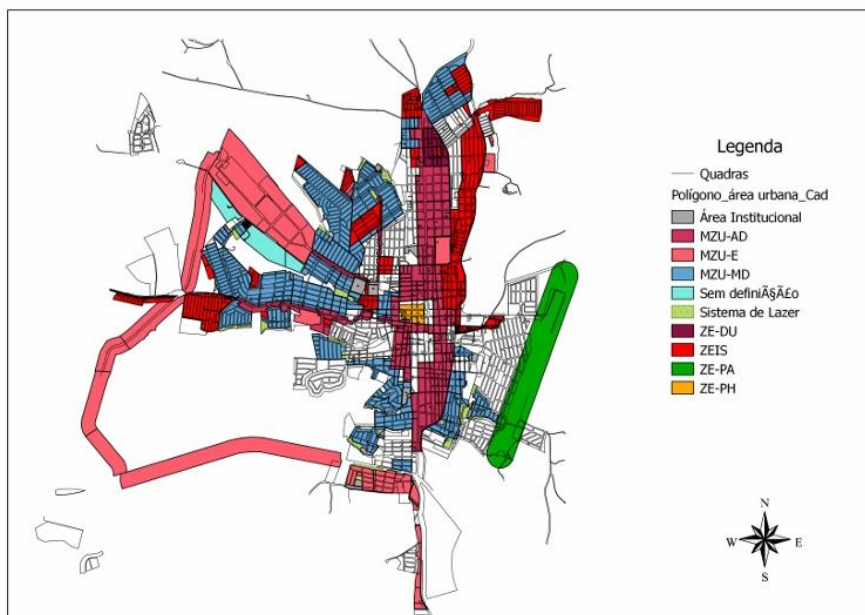 Legenda
Quadras
Polígono_área urbana_Cad
Área Institucional
MZU-AD
MZU-E
MZU-MD
Sem definiÃ§Ã£o
Sistema de Lazer
ZE-DU
ZEIS
ZE-PA
ZE-PH
N
W E
S